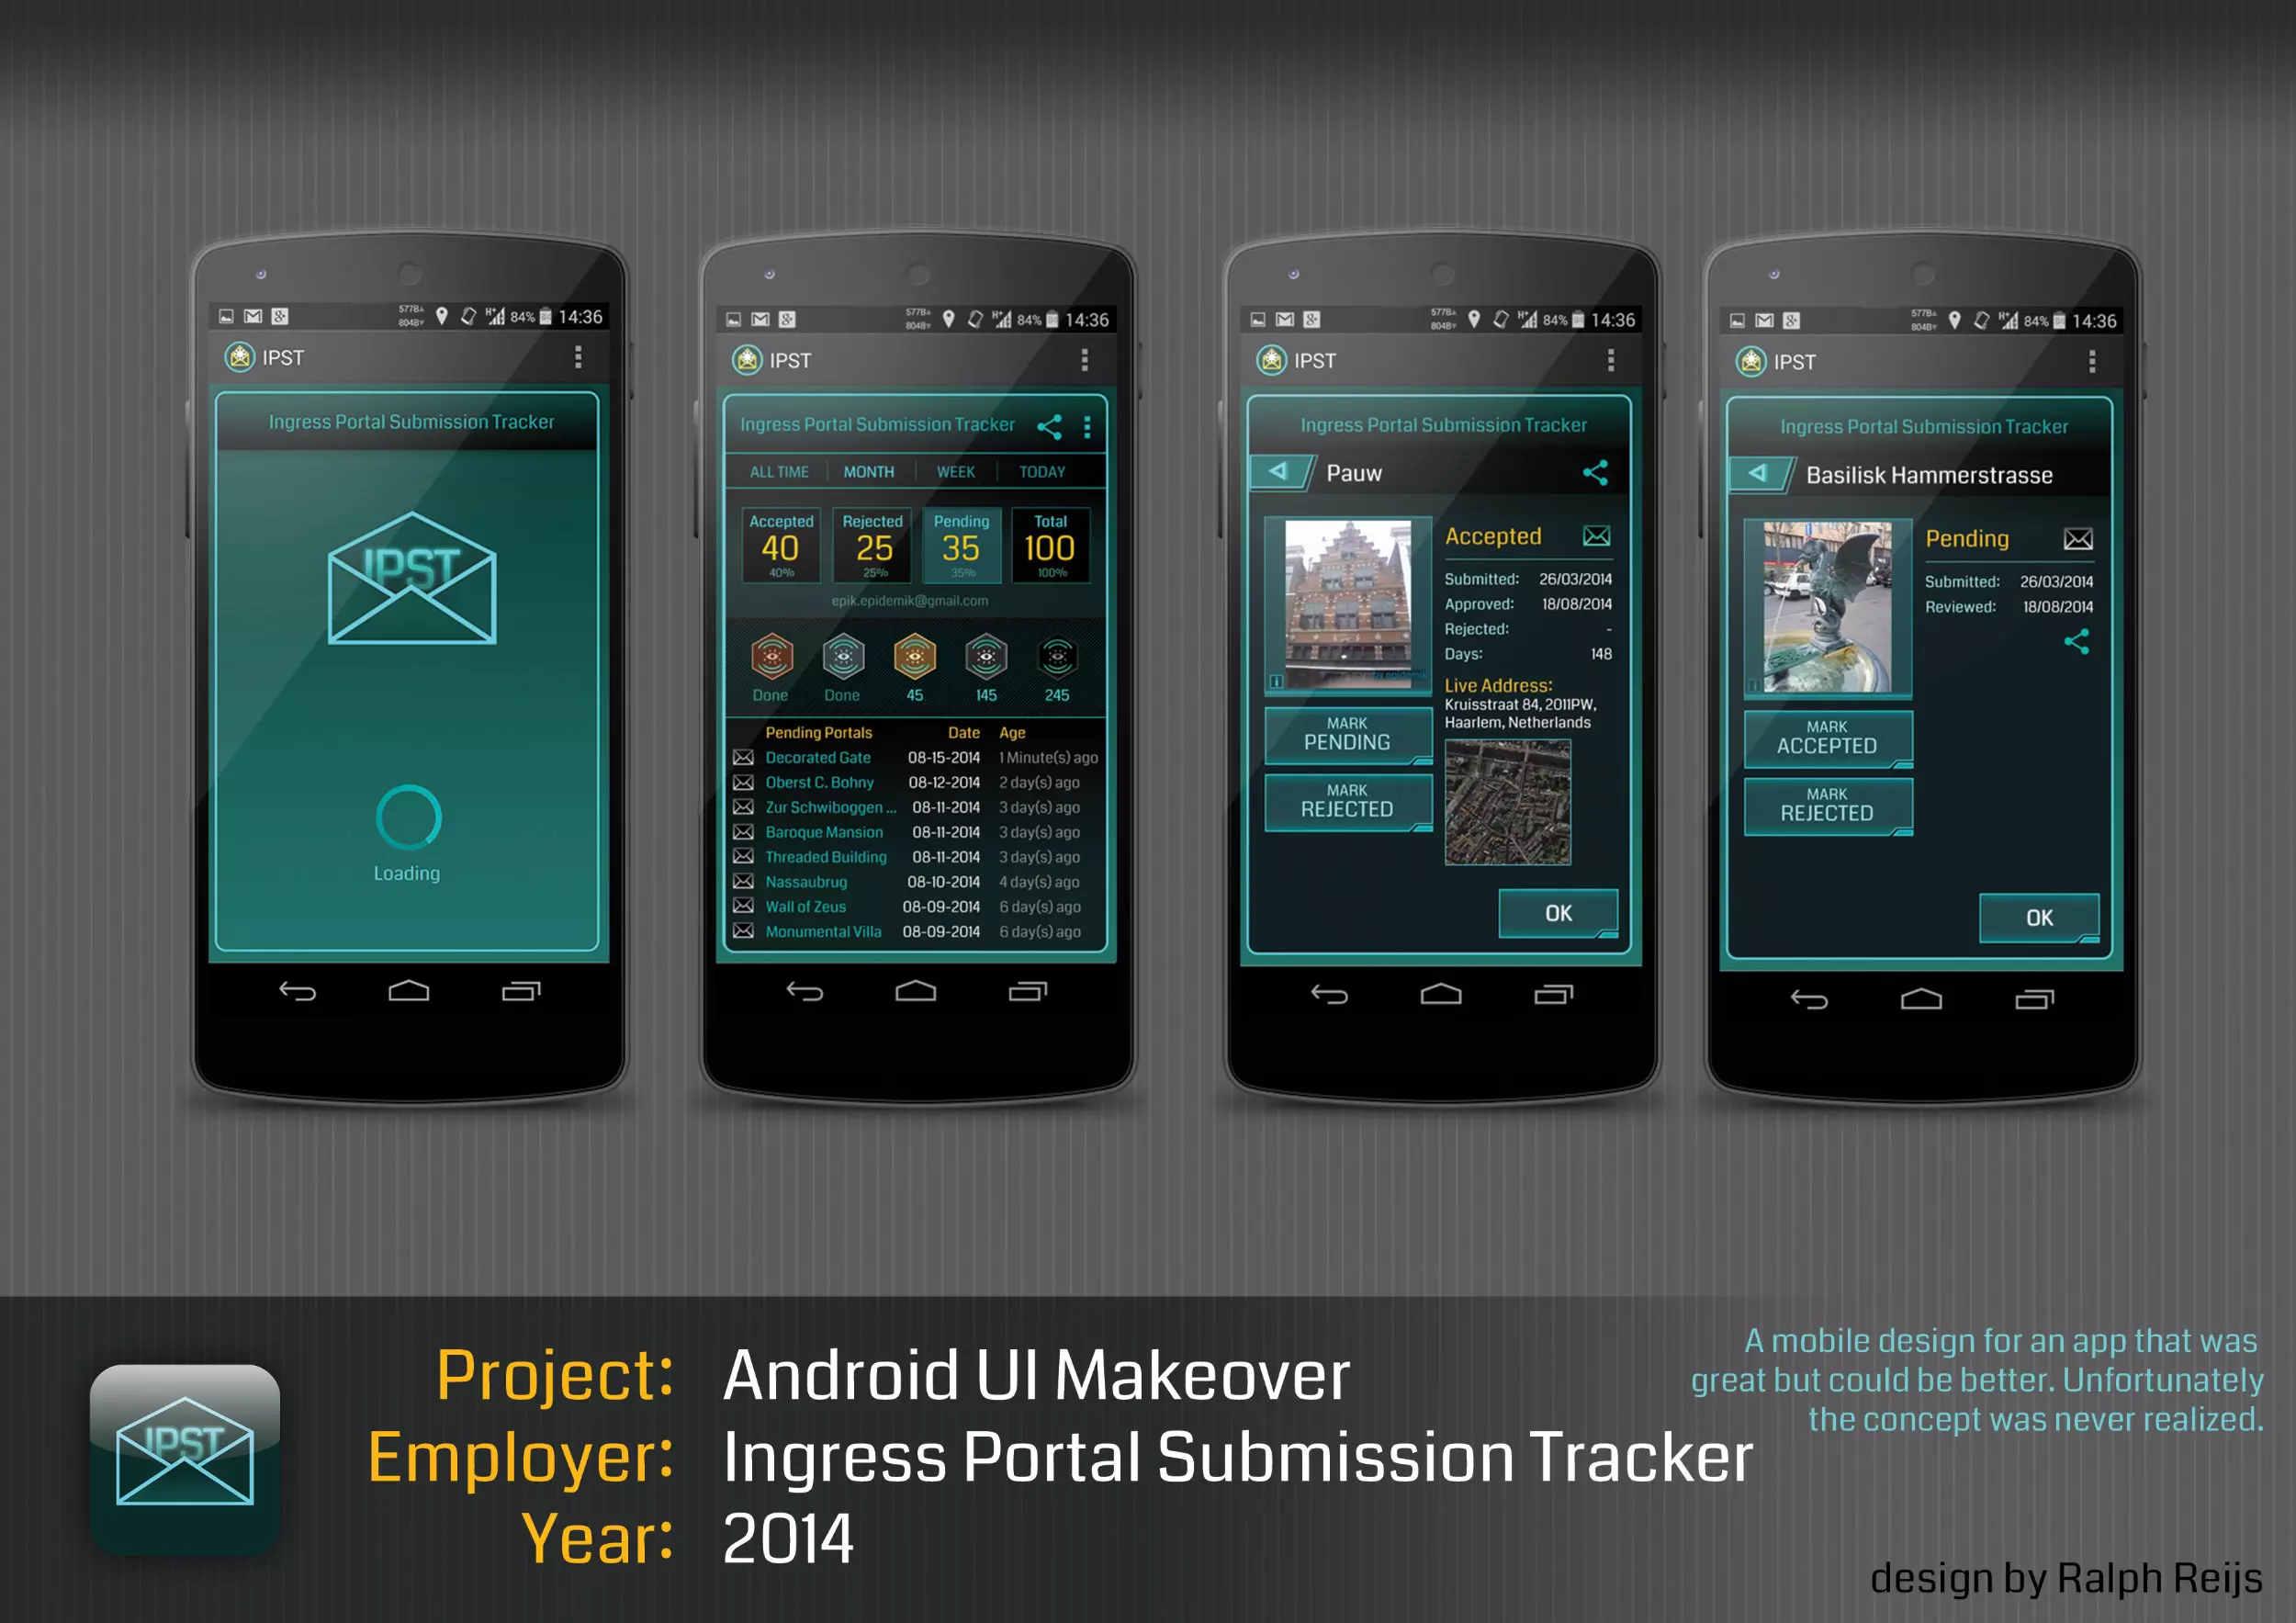 577B
804B
84%
14:36
IPST
Ingress Portal Submission Tracker
IPST
Loading
577B
804B
84%
14:36
IPST
Ingress Portal Submission Tracker
ALL TIME MONTH WEEK TODAY
Accepted Rejected Pending Total
40 25 35 100
40% 25% 35% 100%
epik.epidemik@gmail.com
Done Done 45 145 245
Pending Portals Date Age
Decorated Gate 08-15-2014 1 Minute(s) ago
Oberst C. Bohny 08-12-2014 2 day(s) ago
Zur Schwiboggen ... 08-11-2014 3 day(s) ago
Baroque Mansion 08-11-2014 3 day(s) ago
Threaded Building 08-11-2014 3 day(s) ago
Nassaubrug 08-10-2014 4 day(s) ago
Wall of Zeus 08-09-2014 6 day(s) ago
Monumental Villa 08-09-2014 6 day(s) ago
577B
804B
84%
14:36
IPST
Ingress Portal Submission Tracker
Pauw
Accepted
Submitted: 26/03/2014
Approved: 18/08/2014
Rejected: -
Days: 148
by epidemik
Live Address:
Kruisstraat 84, 2011PW,
Haarlem, Netherlands
MARK
PENDING
MARK
REJECTED
OK
577B
804B
84%
14:36
IPST
Ingress Portal Submission Tracker
Basilisk Hammerstrasse
Pending
Submitted: 26/03/2014
Reviewed: 18/08/2014
MARK
ACCEPTED
MARK
REJECTED
OK
IPST
Project: Android UI Makeover
Employer: Ingress Portal Submission Tracker
Year: 2014
A mobile design for an app that was
great but could be better. Unfortunately
the concept was never realized.
design by Ralph Reijs